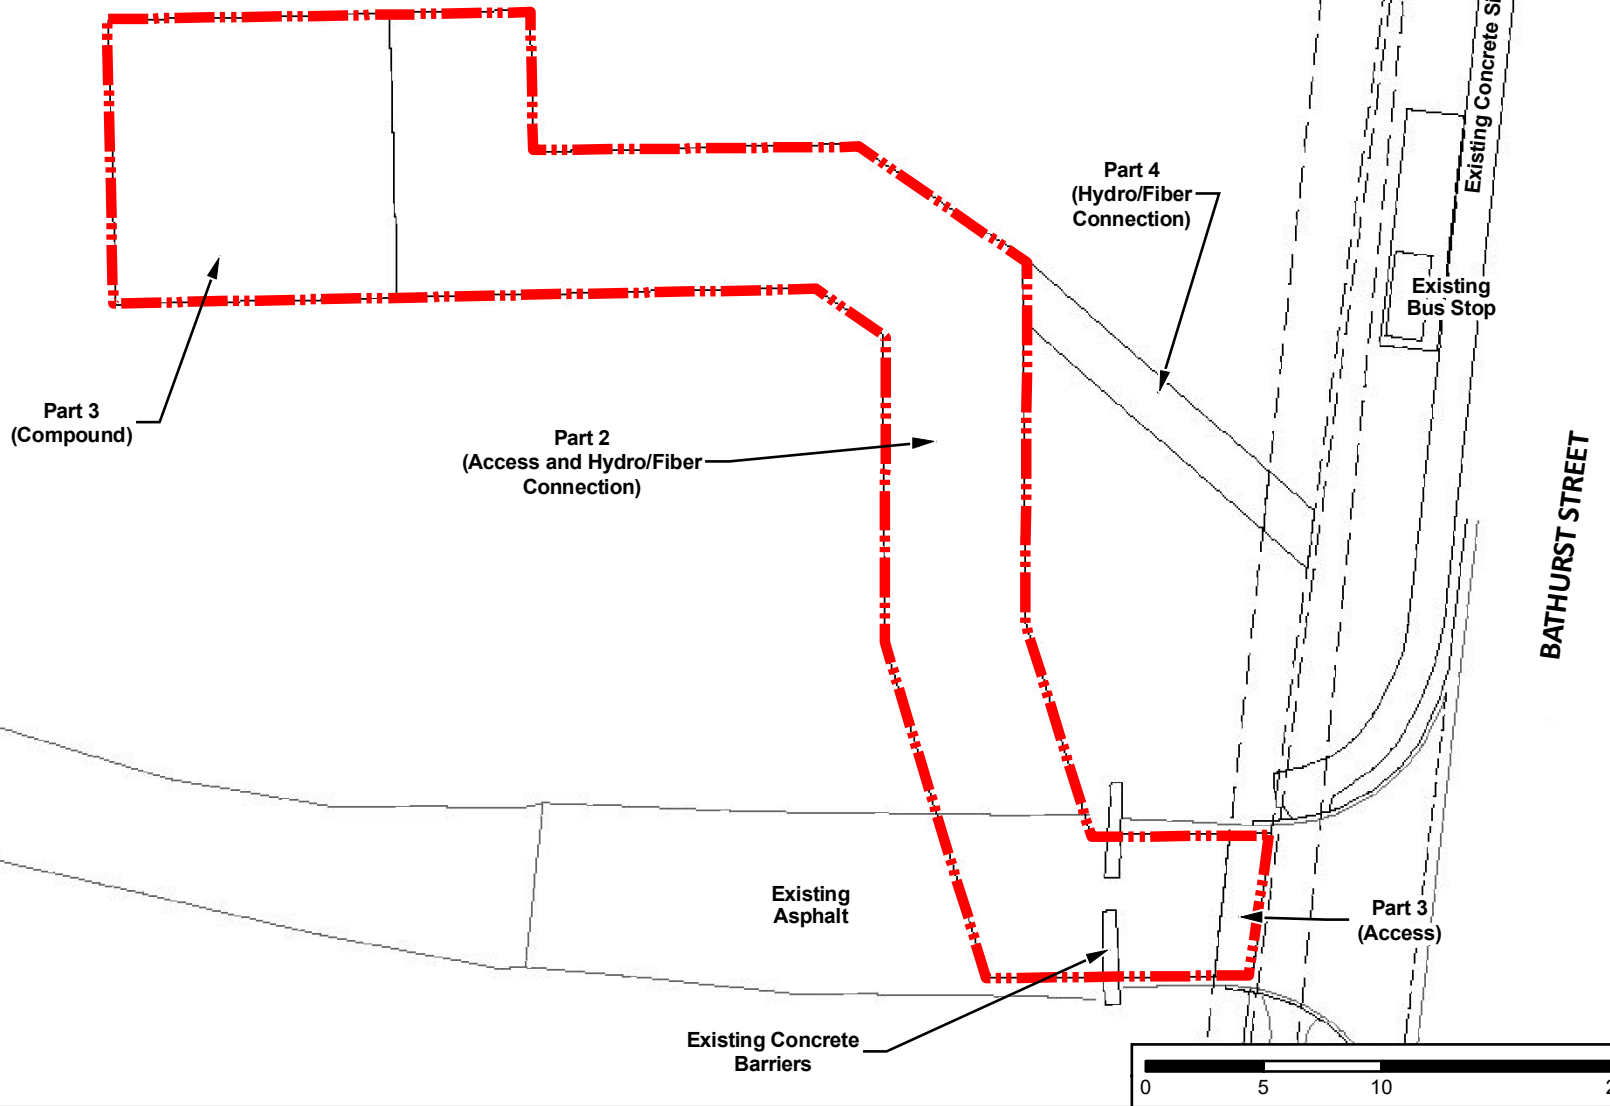 Existing Concrete
Part 4
(Hydro/Fiber
Connection)
Existing
Bus Stop
Part 3
(Compound)
Part 2
(Access and Hydro/Fiber
Connection)
BATHURST STREET
Existing
Asphalt
Part 3
(Access)
Existing Concrete
Barriers
0 5 10